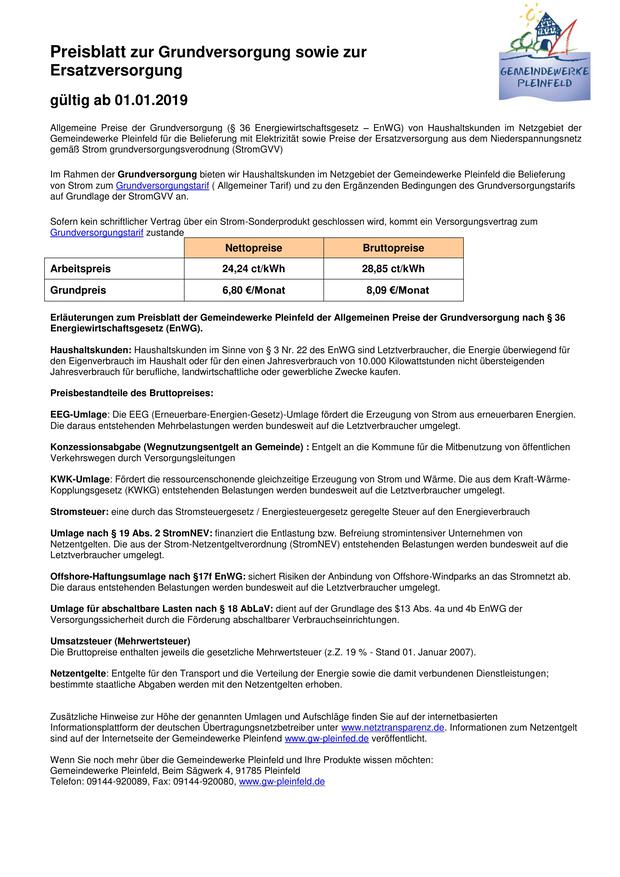 Preisblatt zur Grundversorgung sowie zur
Ersatzversorgung
GEMEINDEWERKE
PLEINFELD
gültig ab 01.01.2019
Allgemeine Preise der Grundversorgung (§ 36 Energiewirtschaftsgesetz – EnWG) von Haushaltskunden im Netzgebiet der
Gemeindewerke Pleinfeld für die Belieferung mit Elektrizität sowie Preise der Ersatzversorgung aus dem Niederspannungsnetz
gemäß Strom grundversorgungsverodnung (StromGVV)
Im Rahmen der Grundversorgung bieten wir Haushaltskunden im Netzgebiet der Gemeindewerke Pleinfeld die Belieferung
von Strom zum Grundversorgungstarif ( Allgemeiner Tarif) und zu den Ergänzenden Bedingungen des Grundversorgungstarifs
auf Grundlage der StromGVV an.
Sofern kein schriftlicher Vertrag über ein Strom-Sonderprodukt geschlossen wird, kommt ein Versorgungsvertrag zum
Grundversorgungstarif zustande
Nettopreise Bruttopreise
Arbeitspreis 24,24 ct/kWh 28,85 ct/kWh
Grundpreis 6,80 €/Monat 8,09 €/Monat
Erläuterungen zum Preisblatt der Gemeindewerke Pleinfeld der Allgemeinen Preise der Grundversorgung nach § 36
Energiewirtschaftsgesetz (EnWG).
Haushaltskunden: Haushaltskunden im Sinne von § 3 Nr. 22 des EnWG sind Letztverbraucher, die Energie überwiegend für
den Eigenverbrauch im Haushalt oder für den einen Jahresverbrauch von 10.000 Kilowattstunden nicht übersteigenden
Jahresverbrauch für berufliche, landwirtschaftliche oder gewerbliche Zwecke kaufen.
Preisbestandteile des Bruttopreises:
EEG-Umlage: Die EEG (Erneuerbare-Energien-Gesetz)-Umlage fördert die Erzeugung von Strom aus erneuerbaren Energien.
Die daraus entstehenden Mehrbelastungen werden bundesweit auf die Letztverbraucher umgelegt.
Konzessionsabgabe (Wegnutzungsentgelt an Gemeinde) : Entgelt an die Kommune für die Mitbenutzung von öffentlichen
Verkehrswegen durch Versorgungsleitungen
KWK-Umlage: Fördert die ressourcenschonende gleichzeitige Erzeugung von Strom und Wärme. Die aus dem Kraft-Wärme-
Kopplungsgesetz (KWKG) entstehenden Belastungen werden bundesweit auf die Letztverbraucher umgelegt.
Stromsteuer: eine durch das Stromsteuergesetz / Energiesteuergesetz geregelte Steuer auf den Energieverbrauch
Umlage nach § 19 Abs. 2 StromNEV: finanziert die Entlastung bzw. Befreiung stromintensiver Unternehmen von
Netzentgelten. Die aus der Strom-Netzentgeltverordnung (StromNEV) entstehenden Belastungen werden bundesweit auf die
Letztverbraucher umgelegt.
Offshore-Haftungsumlage nach §17f EnWG: sichert Risiken der Anbindung von Offshore-Windparks an das Stromnetzt ab.
Die daraus entstehenden Belastungen werden bundesweit auf die Letztverbraucher umgelegt.
Umlage für abschaltbare Lasten nach § 18 AbLaV: dient auf der Grundlage des $13 Abs. 4a und 4b EnWG der
Versorgungssicherheit durch die Förderung abschaltbarer Verbrauchseinrichtungen.
Umsatzsteuer (Mehrwertsteuer)
Die Bruttopreise enthalten jeweils die gesetzliche Mehrwertsteuer (z.Z. 19 % - Stand 01. Januar 2007).
Netzentgelte: Entgelte für den Transport und die Verteilung der Energie sowie die damit verbundenen Dienstleistungen;
bestimmte staatliche Abgaben werden mit den Netzentgelten erhoben.
Zusätzliche Hinweise zur Höhe der genannten Umlagen und Aufschläge finden Sie auf der internetbasierten
Informationsplattform der deutschen Übertragungsnetzbetreiber unter www.netztransparenz.de. Informationen zum Netzentgelt
sind auf der Internetseite der Gemeindewerke Pleinfend www.gw-pleinfed.de veröffentlicht.
Wenn Sie noch mehr über die Gemeindewerke Pleinfeld und Ihre Produkte wissen möchten:
Gemeindewerke Pleinfeld, Beim Sägwerk 4, 91785 Pleinfeld
Telefon: 09144-920089, Fax: 09144-920080, www.gw-pleinfeld.de